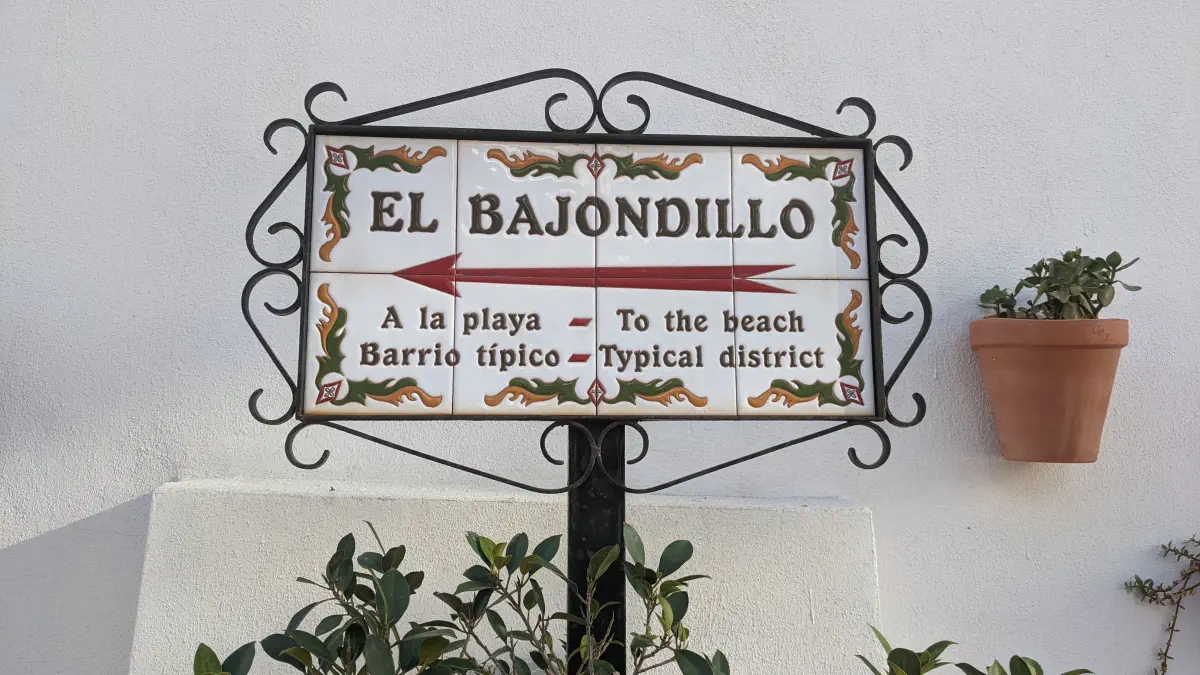 EL BAJONDILLO
A la playa - To the beach
Barrio típico - Typical district